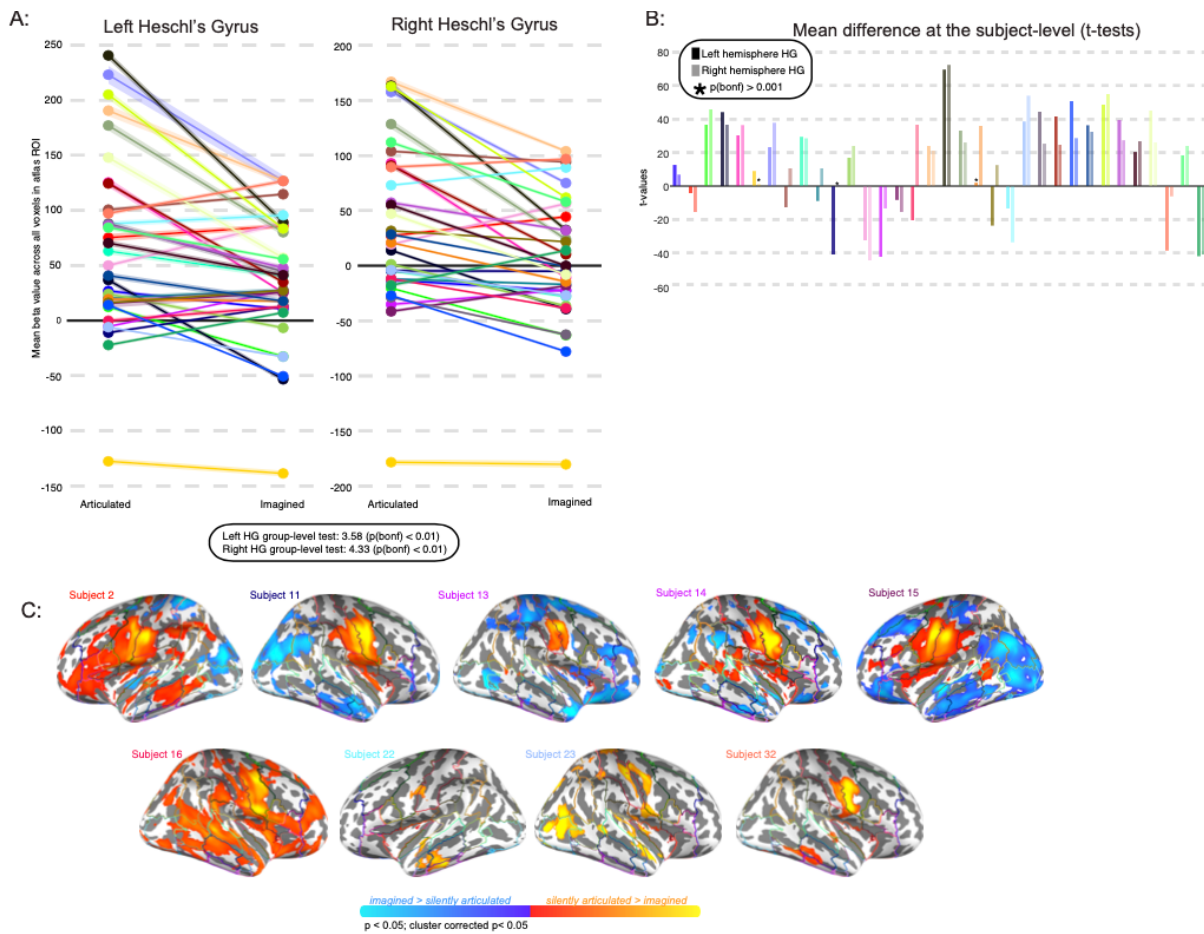 A:
Left Heschl's Gyrus
Right Heschl's Gyrus
Mean beta value across all voxels in atlas ROI
250
200
150
100
50
0
-50
-100
-150
200
150
100
50
0
-50
-100
-150
-200
Articulated
Imagined
Articulated
Imagined
Left HG group-level test: 3.58 (p(bonf) < 0.01)
Right HG group-level test: 4.33 (p(bonf) < 0.01)
B:
Mean difference at the subject-level (t-tests)
t-values
80
60
40
20
0
-20
-40
-60
Left hemisphere HG
Right hemisphere HG
* p(bonf) > 0.001
*
*
*
C:
Subject 2
Subject 11
Subject 13
Subject 14
Subject 15
Subject 16
Subject 22
Subject 23
Subject 32
imagined > silently articulated
silently articulated > imagined
p < 0.05; cluster corrected p< 0.05